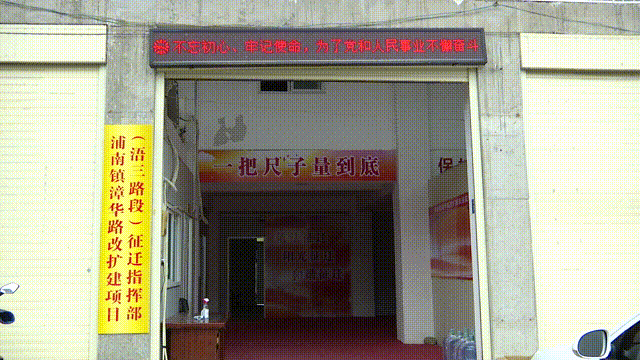 不忘初心、牢记使命，为了党和人民事业不懈奋斗
浦南镇漳华路改扩建项目
（浯三路段）征迁指挥部
一把尺子量到底
保